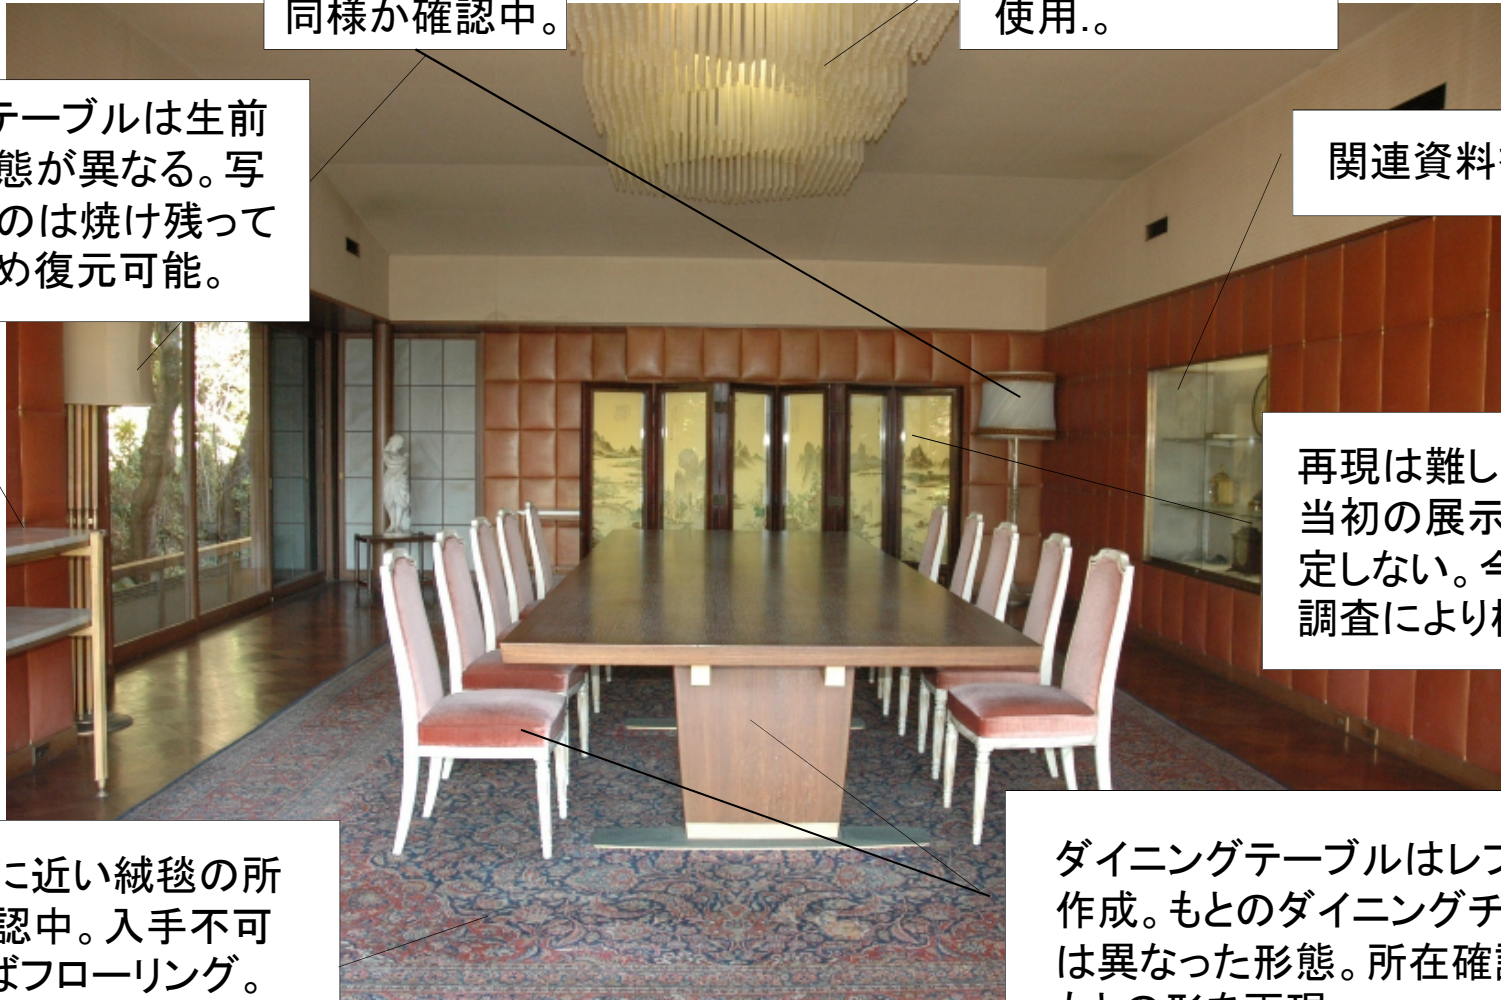 同様か確認中。
使用.。
テーブルは生前
態が異なる。写
のは焼け残って
め復元可能。
関連資料
再現は難し
当初の展示
定しない。
調査により
に近い絨毯の所
認中。入手不可
ばフローリング。
ダイニングテーブルはレプ
作成。もとのダイニングチ
は異なった形態。所在確